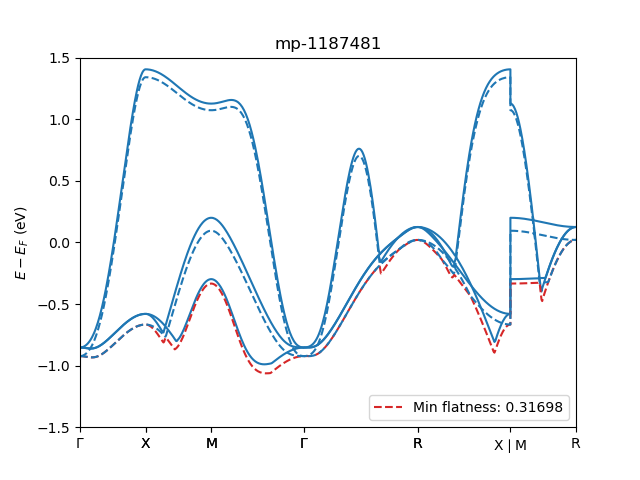 mp-1187481
E − E_F (eV)
1.5
1.0
0.5
0.0
−0.5
−1.0
−1.5
Min flatness: 0.31698
Γ X M Γ R X | M R